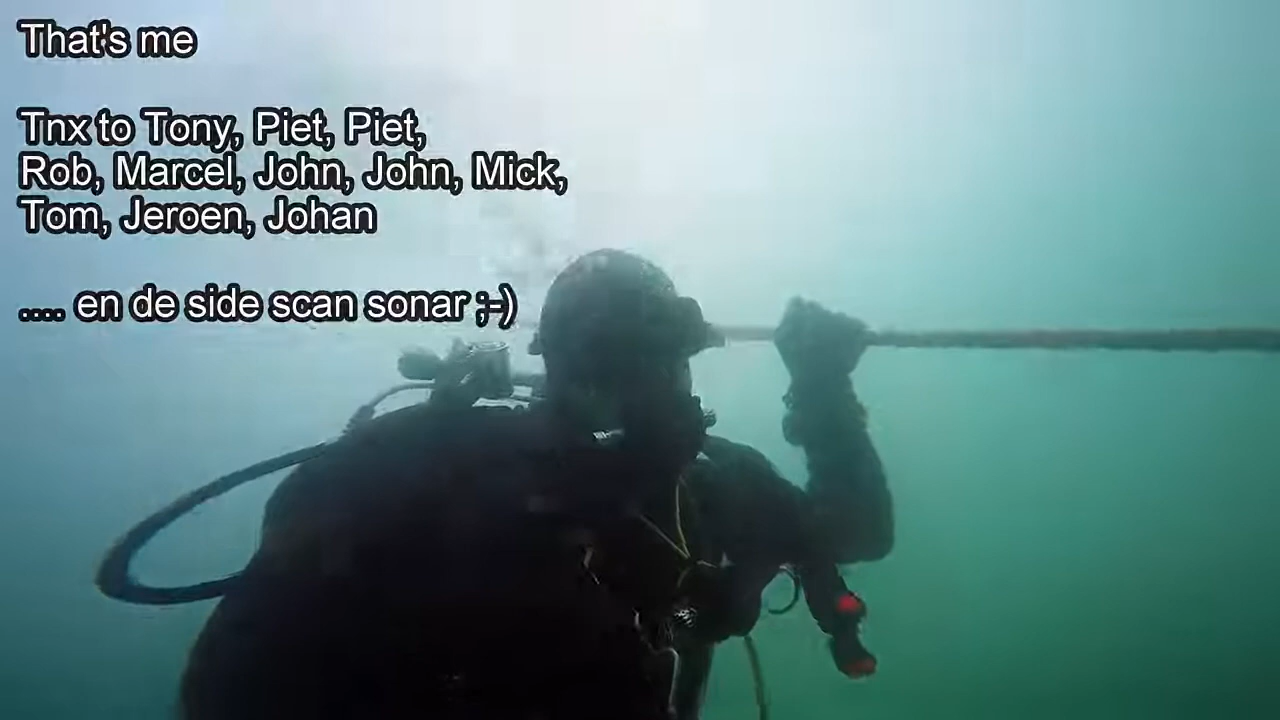 That's me
Tnx to Tony, Piet, Piet,
Rob, Marcel, John, John, Mick,
Tom, Jeroen, Johan
.... en de side scan sonar ;-)